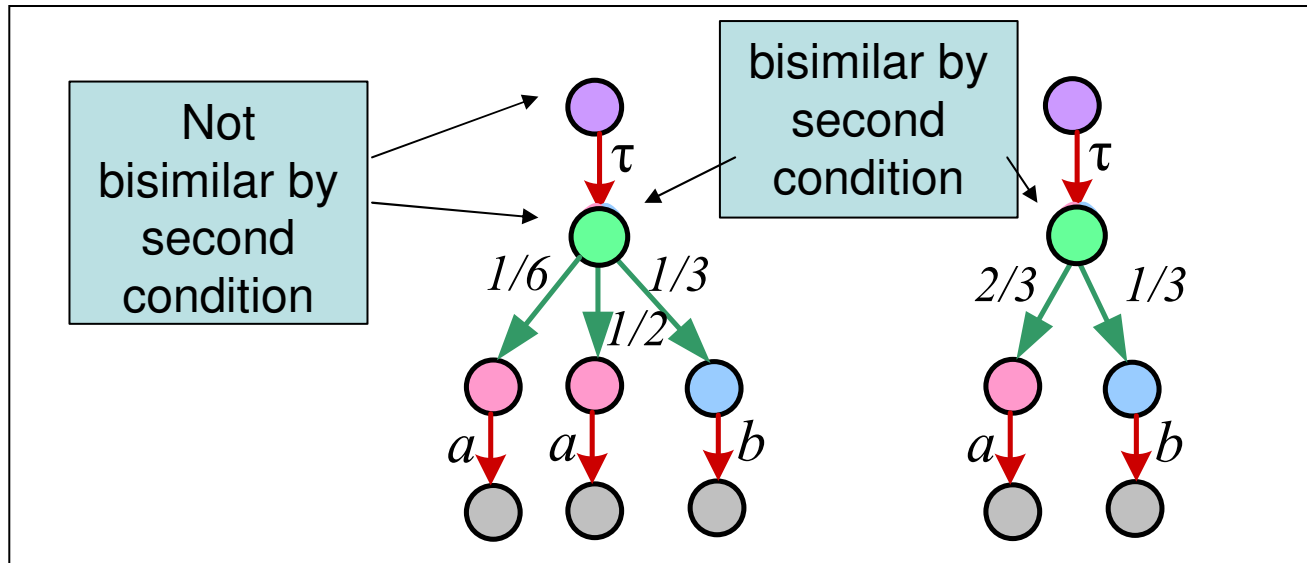 Not
bisimilar by
second
condition
bisimilar by
second
condition
τ
τ
1/6
1/3
1/2
2/3
1/3
a
a
b
a
b